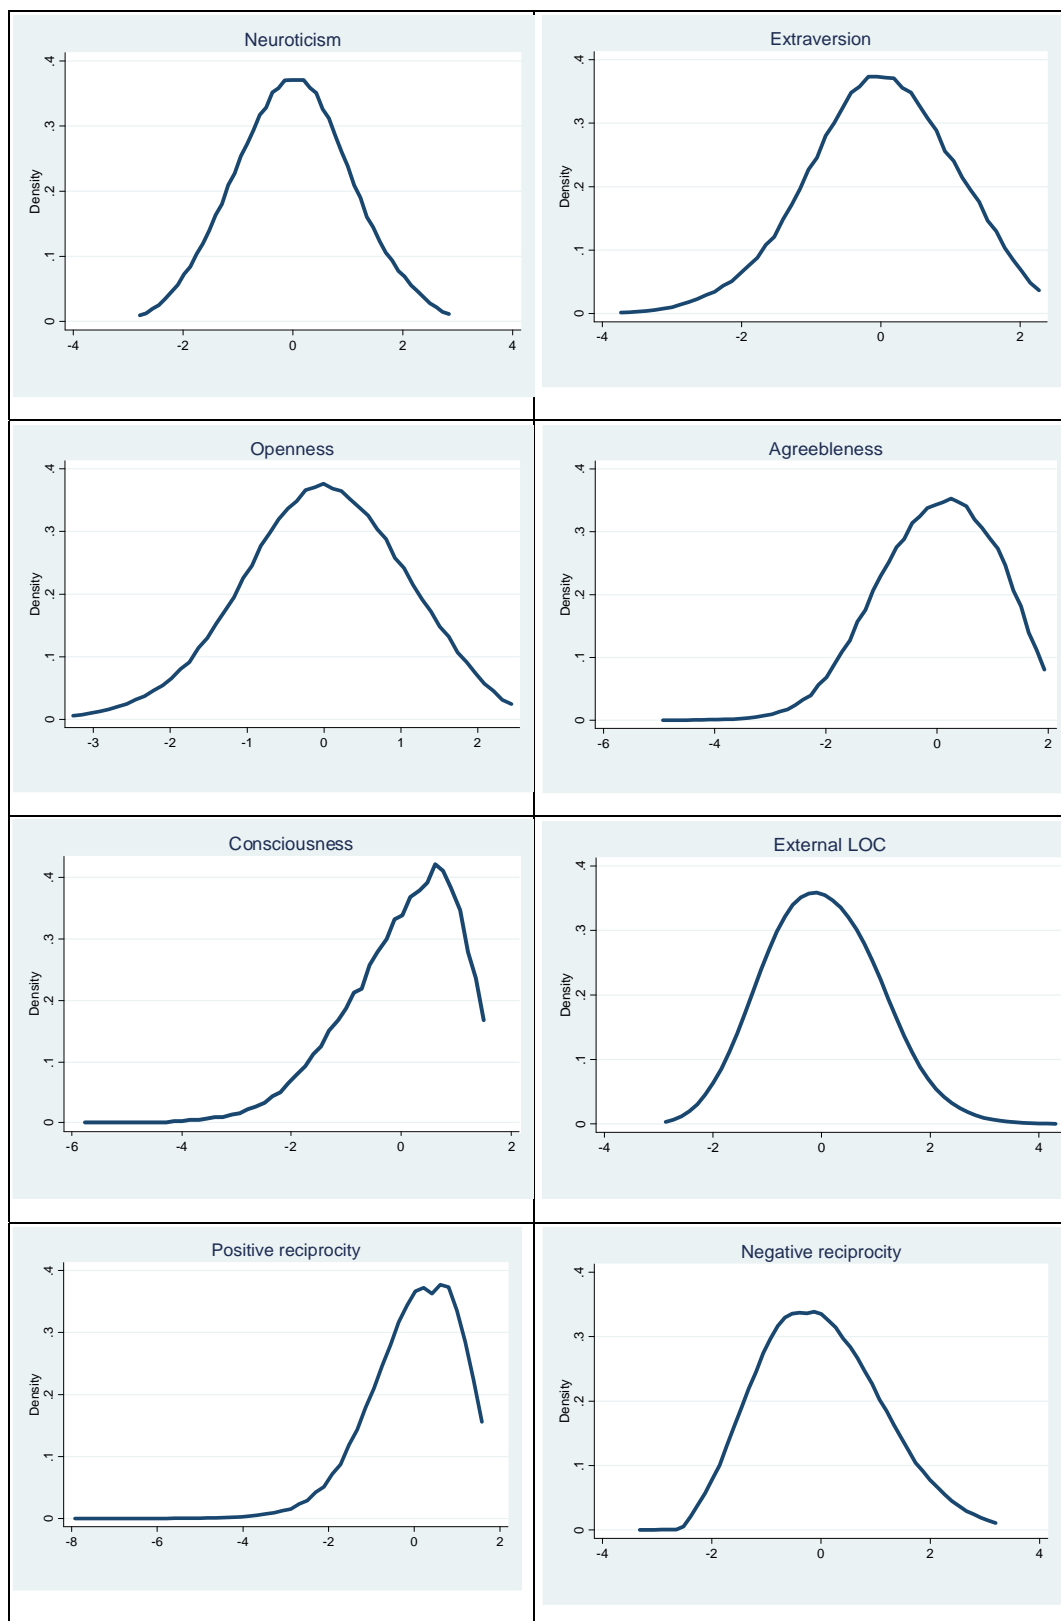 Neuroticism
Density
0 .1 .2 .3 .4
-4 -2 0 2 4
Extraversion
Density
0 .1 .2 .3 .4
-4 -2 0 2
Openness
Density
0 .1 .2 .3 .4
-3 -2 -1 0 1 2
Agreebleness
Density
0 .1 .2 .3 .4
-6 -4 -2 0 2
Consciousness
Density
0 .1 .2 .3 .4
-6 -4 -2 0 2
External LOC
Density
0 .1 .2 .3 .4
-4 -2 0 2 4
Positive reciprocity
Density
0 .1 .2 .3 .4
-8 -6 -4 -2 0 2
Negative reciprocity
Density
0 .1 .2 .3 .4
-4 -2 0 2 4